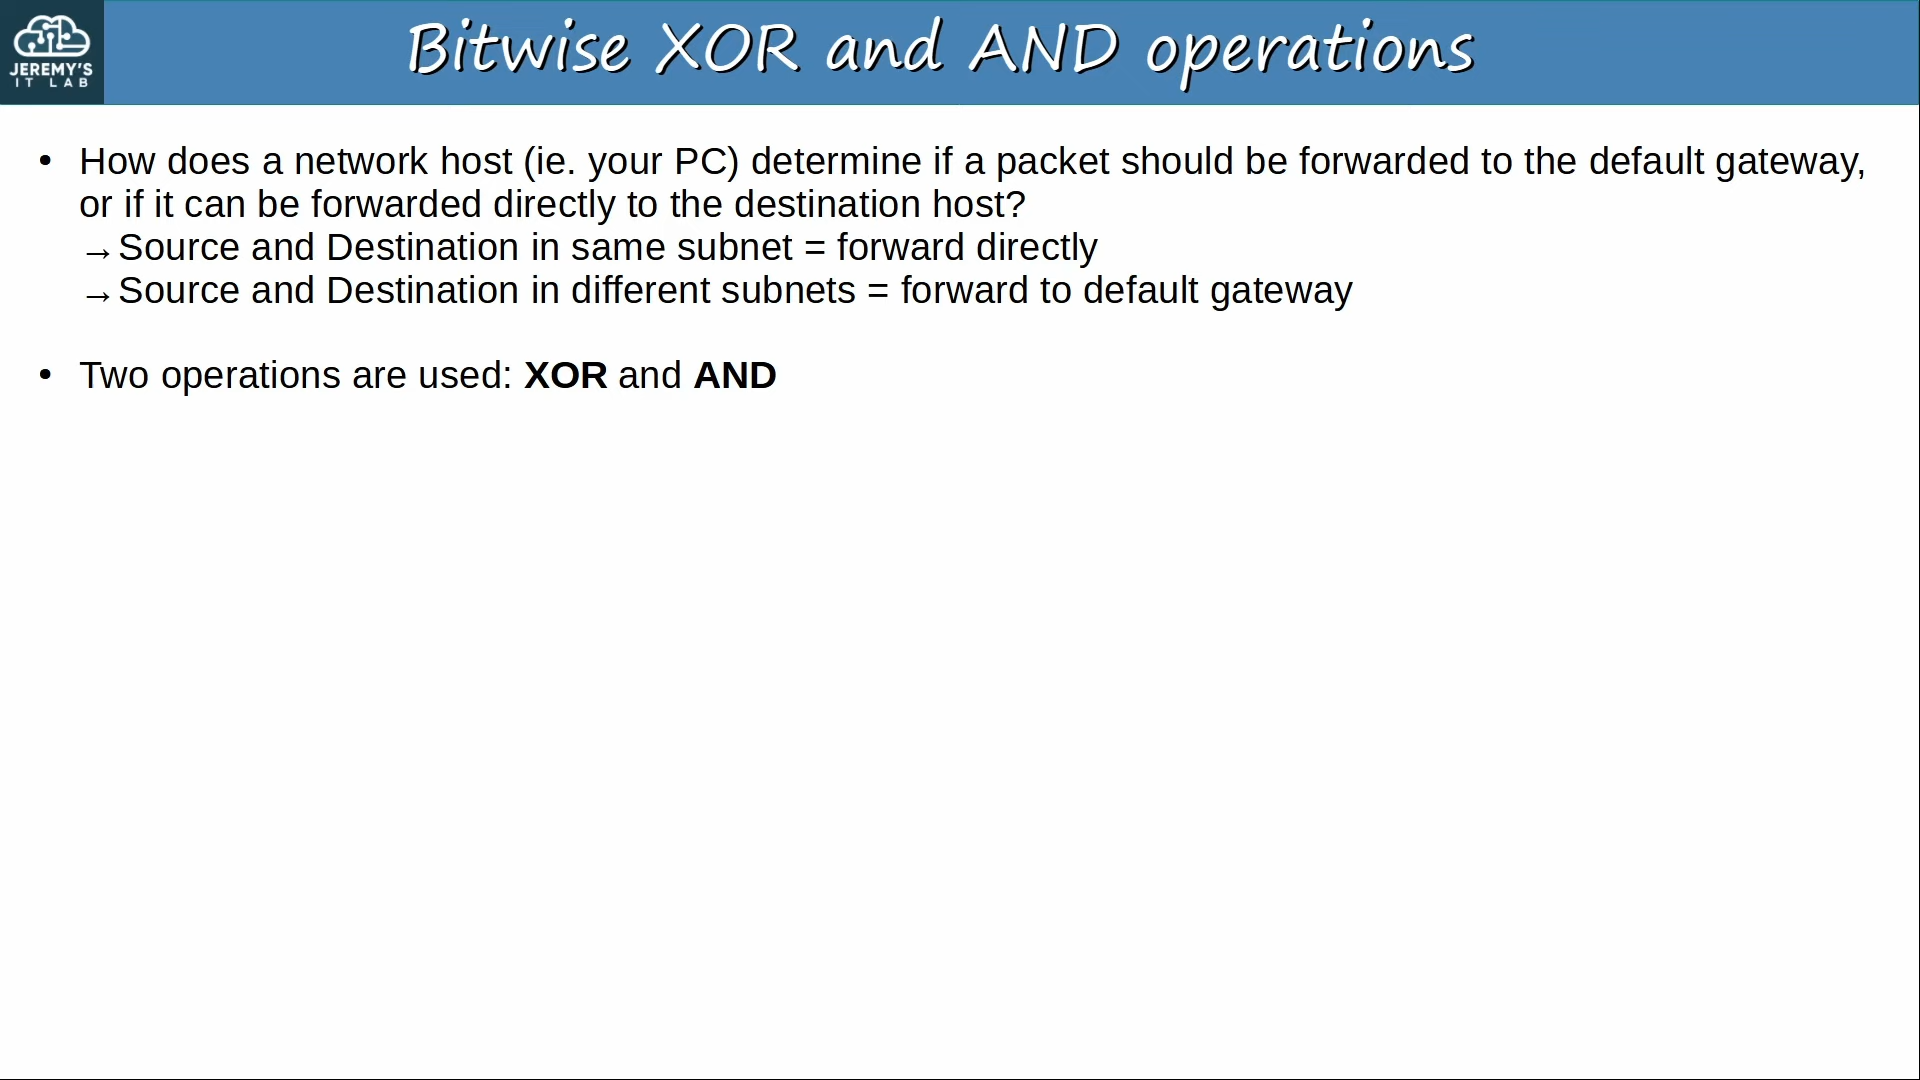 JEREMY'S
IT LAB
Bitwise XOR and AND operations
• How does a network host (ie. your PC) determine if a packet should be forwarded to the default gateway,
or if it can be forwarded directly to the destination host?
→Source and Destination in same subnet = forward directly
→Source and Destination in different subnets = forward to default gateway
• Two operations are used: XOR and AND